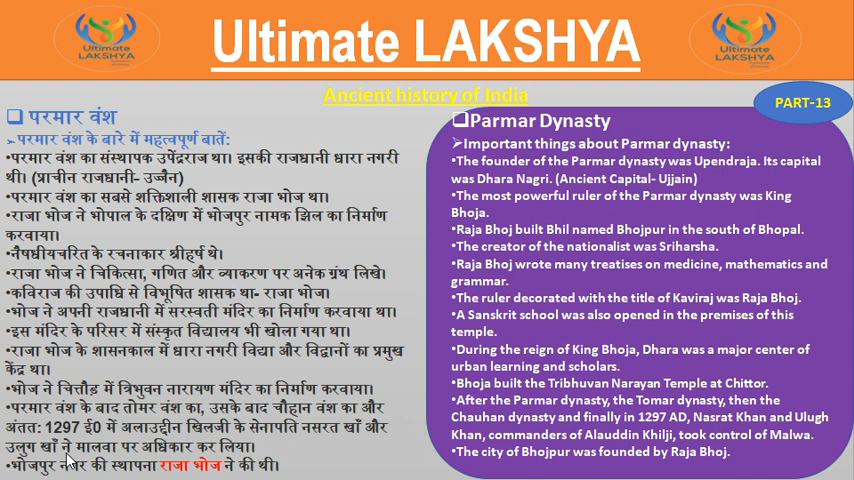 Ultimate LAKSHYA
Ultimate
LAKSHYA
Ultimate
LAKSHYA
Ancient history of India
PART-13
परमार वंश
परमार वंश के बारे में महत्वपूर्ण बातें:
•परमार वंश का संस्थापक उपेंद्रराज था। इसकी राजधानी धारा नगरी
थी। (प्राचीन राजधानी- उज्जैन)
•परमार वंश का सबसे शक्तिशाली शासक राजा भोज था।
•राजा भोज ने भोपाल के दक्षिण में भोजपुर नामक झिल का निर्माण
करवाया।
•नैषधीयचरित के रचनाकार श्रीहर्ष थे।
•राजा भोज ने चिकित्सा, गणित और व्याकरण पर अनेक ग्रंथ लिखे।
•कविराज की उपाधि से विभूषित शासक था- राजा भोज।
•भोज ने अपनी राजधानी में सरस्वती मंदिर का निर्माण करवाया था।
•इस मंदिर के परिसर में संस्कृत विद्यालय भी खोला गया था।
•राजा भोज के शासनकाल में धारा नगरी विद्या और विद्वानों का प्रमुख
केंद्र था।
•भोज ने चित्तौड़ में त्रिभुवन नारायण मंदिर का निर्माण करवाया।
•परमार वंश के बाद तोमर वंश का, उसके बाद चौहान वंश का और
अंतत: 1297 ई0 में अलाउद्दीन खिलजी के सेनापति नसरत खाँ और
उलुग खाँ ने मालवा पर अधिकार कर लिया।
•भोजपुर नगर की स्थापना राजा भोज ने की थी।
Parmar Dynasty
Important things about Parmar dynasty:
•The founder of the Parmar dynasty was Upendraja. Its capital
was Dhara Nagri. (Ancient Capital- Ujjain)
•The most powerful ruler of the Parmar dynasty was King
Bhoja.
•Raja Bhoj built Bhil named Bhojpur in the south of Bhopal.
•The creator of the nationalist was Sriharsha.
•Raja Bhoj wrote many treatises on medicine, mathematics and
grammar.
•The ruler decorated with the title of Kaviraj was Raja Bhoj.
•A Sanskrit school was also opened in the premises of this
temple.
•During the reign of King Bhoja, Dhara was a major center of
urban learning and scholars.
•Bhoja built the Tribhuvan Narayan Temple at Chittor.
•After the Parmar dynasty, the Tomar dynasty, then the
Chauhan dynasty and finally in 1297 AD, Nasrat Khan and Ulugh
Khan, commanders of Alauddin Khilji, took control of Malwa.
•The city of Bhojpur was founded by Raja Bhoj.